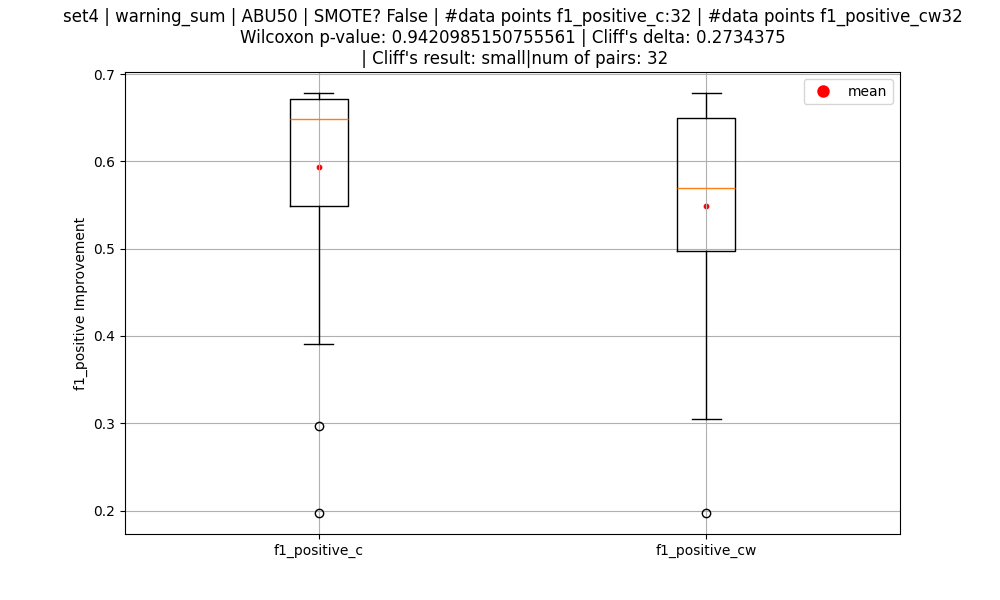 set4 | warning_sum | ABU50 | SMOTE? False | #data points f1_positive_c:32 | #data points f1_positive_cw32
Wilcoxon p-value: 0.9420985150755561 | Cliff's delta: 0.2734375
| Cliff's result: small|num of pairs: 32
mean
0.7
0.6
0.5
0.4
0.3
0.2
f1_positive Improvement
f1_positive_c
f1_positive_cw